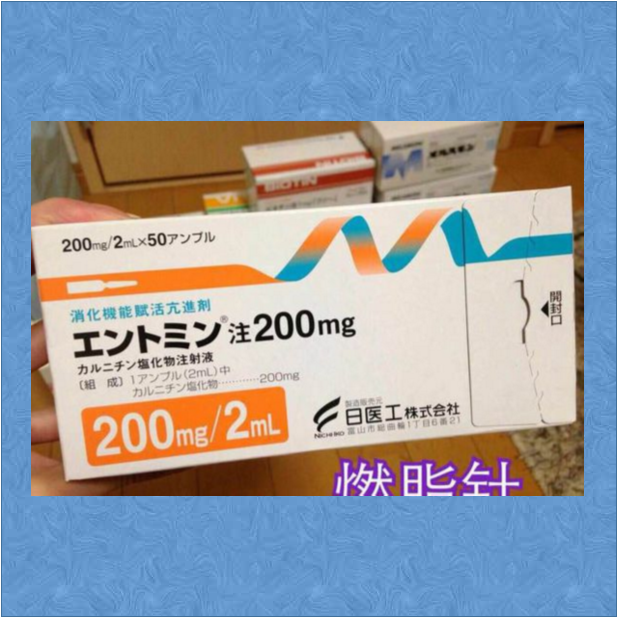 BIOTIN
200mg/2mL×50アンプル
消化機能賦活亢進剤
エントミン®注200mg
カルニチン塩化物注射液
〔組 成〕1アンプル(2mL)中
カルニチン塩化物…………200mg
200mg/2mL
開封口
製造販売元
日医工株式会社
NICHIIKO 富山市総曲輪1丁目6番21
燃脂针